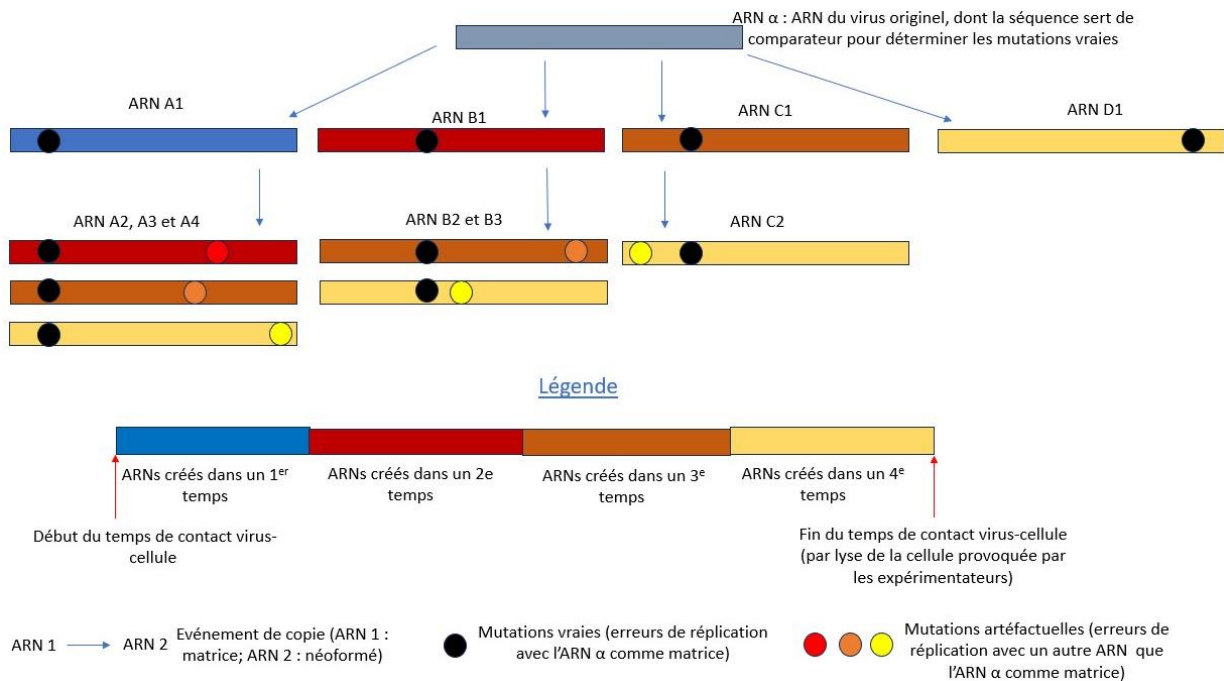 ARN α : ARN du virus originel, dont la séquence sert de
comparateur pour déterminer les mutations vraies
ARN A1
ARN B1
ARN C1
ARN D1
ARN A2, A3 et A4
ARN B2 et B3
ARN C2
Légende
ARNs créés dans un 1er
temps
ARNs créés dans un 2e
temps
ARNs créés dans un 3e
temps
ARNs créés dans un 4e
temps
Début du temps de contact virus-
cellule
Fin du temps de contact virus-cellule
(par lyse de la cellule provoquée par
les expérimentateurs)
ARN 1
ARN 2
Evénement de copie (ARN 1 :
matrice; ARN 2 : néoformé)
Mutations vraies (erreurs de réplication
avec l’ARN α comme matrice)
Mutations artéfactuelles (erreurs de
réplication avec un autre ARN que
l’ARN α comme matrice)